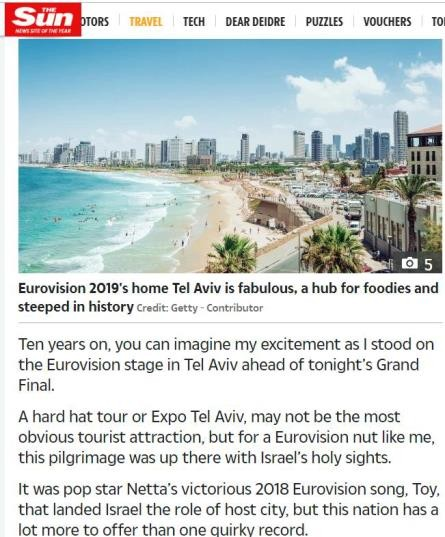 THE
Sun
NEWS SITE OF THE YEAR
OTORS
TRAVEL
TECH
DEAR DEIDRE
PUZZLES
VOUCHERS
TO
5
Eurovision 2019's home Tel Aviv is fabulous, a hub for foodies and
steeped in history Credit: Getty - Contributor
Ten years on, you can imagine my excitement as I stood on
the Eurovision stage in Tel Aviv ahead of tonight's Grand
Final.
A hard hat tour or Expo Tel Aviv, may not be the most
obvious tourist attraction, but for a Eurovision nut like me,
this pilgrimage was up there with Israel's holy sights.
It was pop star Netta's victorious 2018 Eurovision song, Toy,
that landed Israel the role of host city, but this nation has a
lot more to offer than one quirky record.